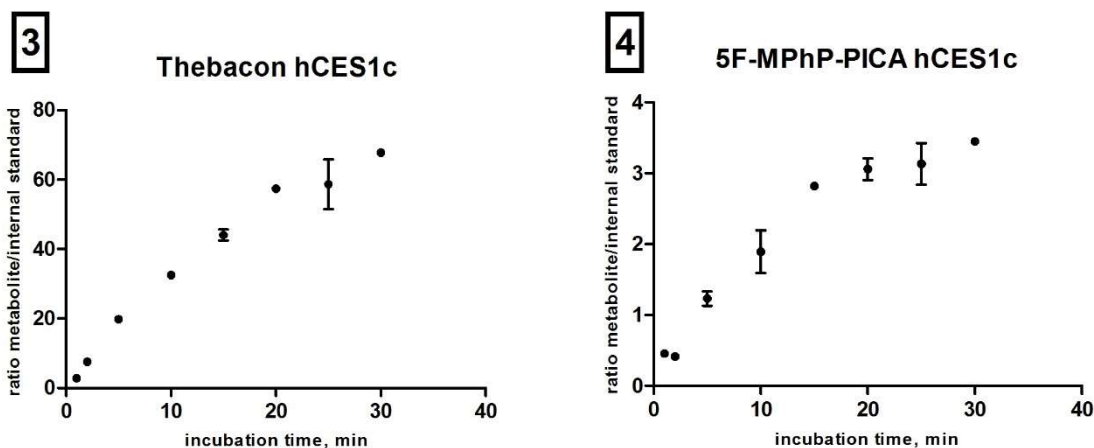 3
Thebacon hCES1c
ratio metabolite/internal standard
80
60
40
20
0
0 10 20 30 40
incubation time, min
4
5F-MPhP-PICA hCES1c
ratio metabolite/internal standard
4
3
2
1
0
0 10 20 30 40
incubation time, min